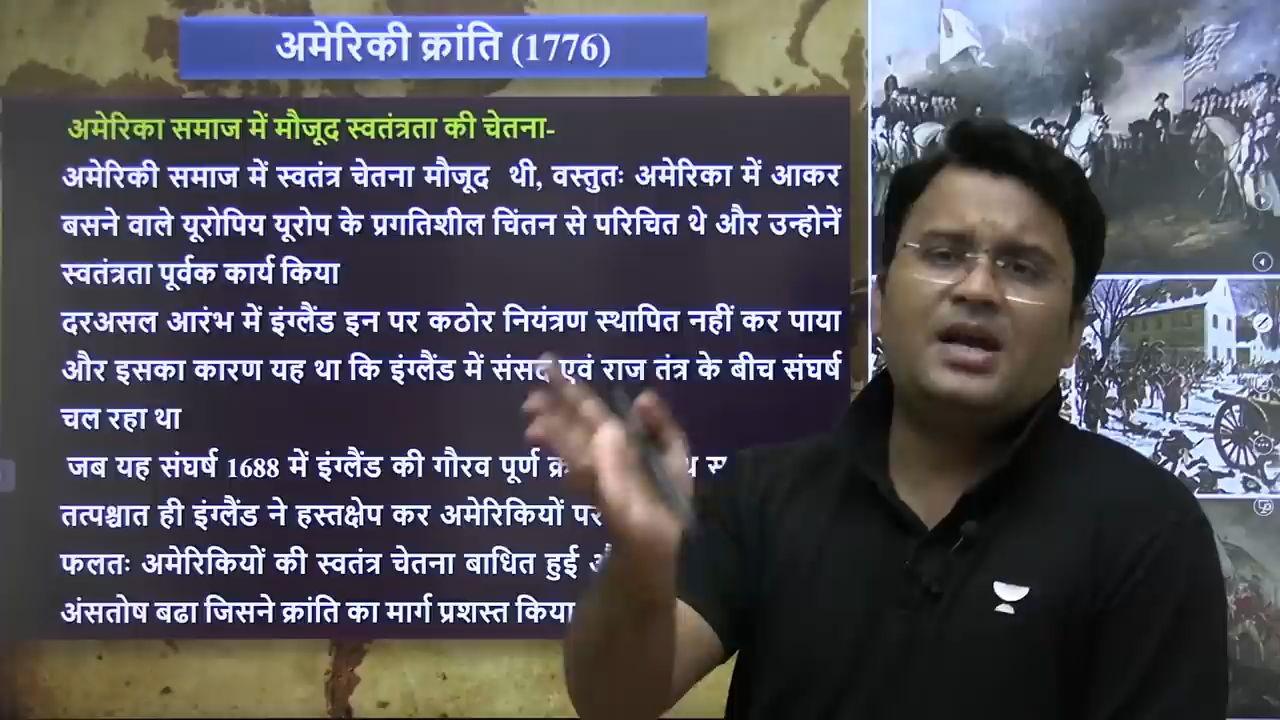 अमेरिकी क्रांति (1776)
अमेरिका समाज में मौजूद स्वतंत्रता की चेतना-
अमेरिकी समाज में स्वतंत्र चेतना मौजूद थी, वस्तुतः अमेरिका में आकर
बसने वाले यूरोपिय यूरोप के प्रगतिशील चिंतन से परिचित थे और उन्होनें
स्वतंत्रता पूर्वक कार्य किया
दरअसल आरंभ में इंग्लैंड इन पर कठोर नियंत्रण स्थापित नहीं कर पाया
और इसका कारण यह था कि इंग्लैंड में संसद एवं राज तंत्र के बीच संघर्ष
चल रहा था
जब यह संघर्ष 1688 में इंग्लैंड की गौरव पूर्ण
तत्पश्चात ही इंग्लैंड ने हस्तक्षेप कर अमेरिकियों पर
फलतः अमेरिकियों की स्वतंत्र चेतना बाधित हुई
अंसतोष बढा जिसने क्रांति का मार्ग प्रशस्त किया